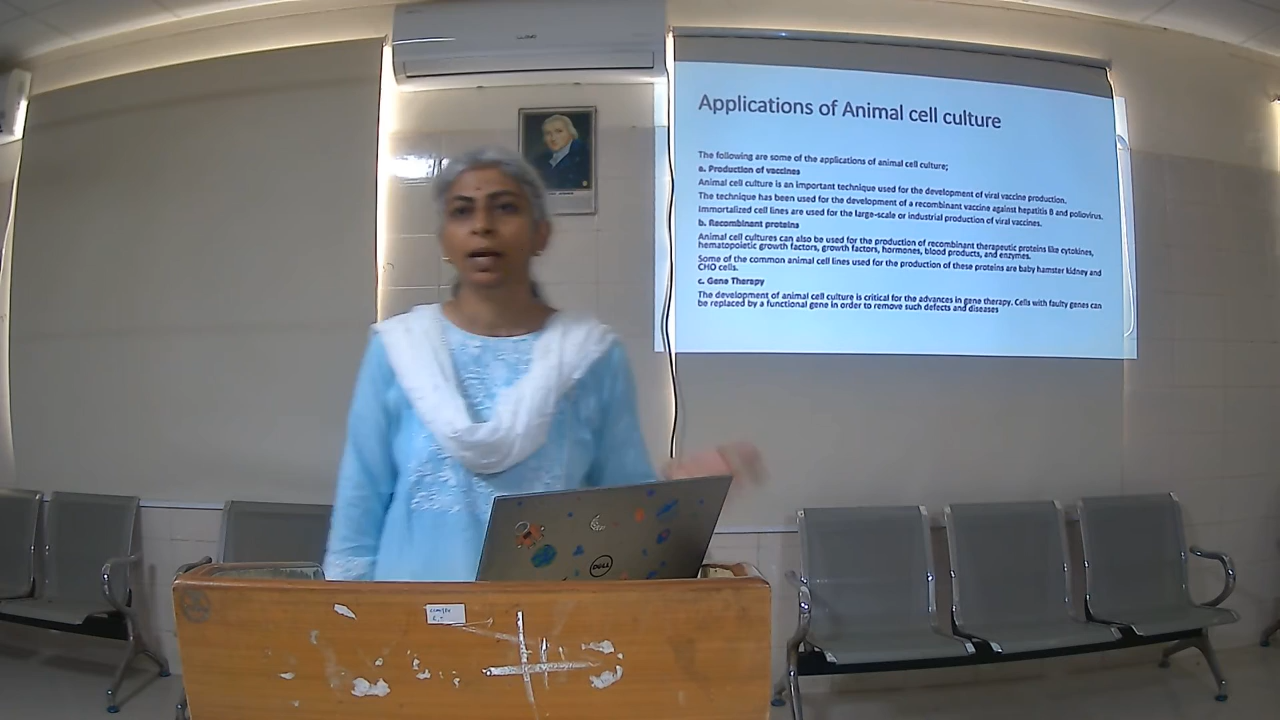 Applications of Animal cell culture
The following are some of the applications of animal cell culture;
a. Production of vaccines
Animal cell culture is an important technique used for the development of viral vaccine production.
The technique has been used for the development of a recombinant vaccine against hepatitis B and poliovirus.
Immortalized cell lines are used for the large-scale or industrial production of viral vaccines.
b. Recombinant proteins
Animal cell cultures can also be used for the production of recombinant therapeutic proteins like cytokines,
hematopoietic growth factors, growth factors, hormones, blood products, and enzymes.
Some of the common animal cell lines used for the production of these proteins are baby hamster kidney and
CHO cells.
c. Gene Therapy
The development of animal cell culture is critical for the advances in gene therapy. Cells with faulty genes can
be replaced by a functional gene in order to remove such defects and diseases
DELL